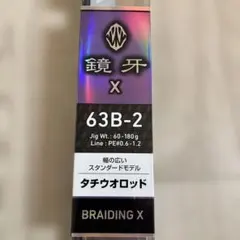 鏡牙
X
63B-2
Jig Wt.: 60-180g
Line : PE#0.6-1.2
幅の広い
スタンダードモデル
タチウオロッド
BRAIDING X